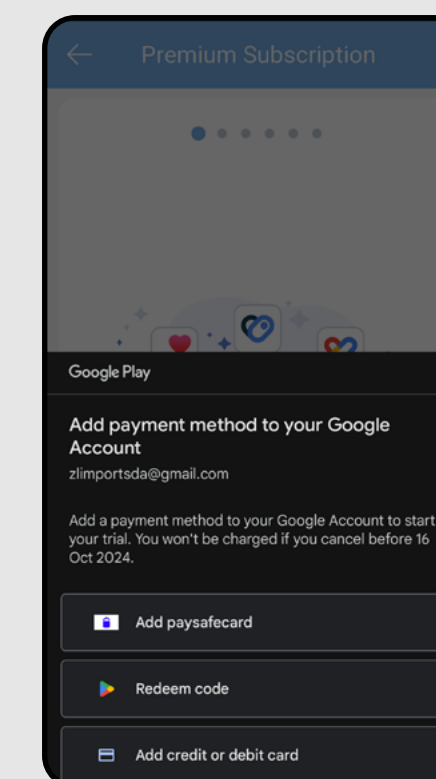 Premium Subscription
Google Play
Add payment method to your Google
Account
zlimportsda@gmail.com
Add a payment method to your Google Account to start
your trial. You won't be charged if you cancel before 16
Oct 2024.
Add paysafecard
Redeem code
Add credit or debit card